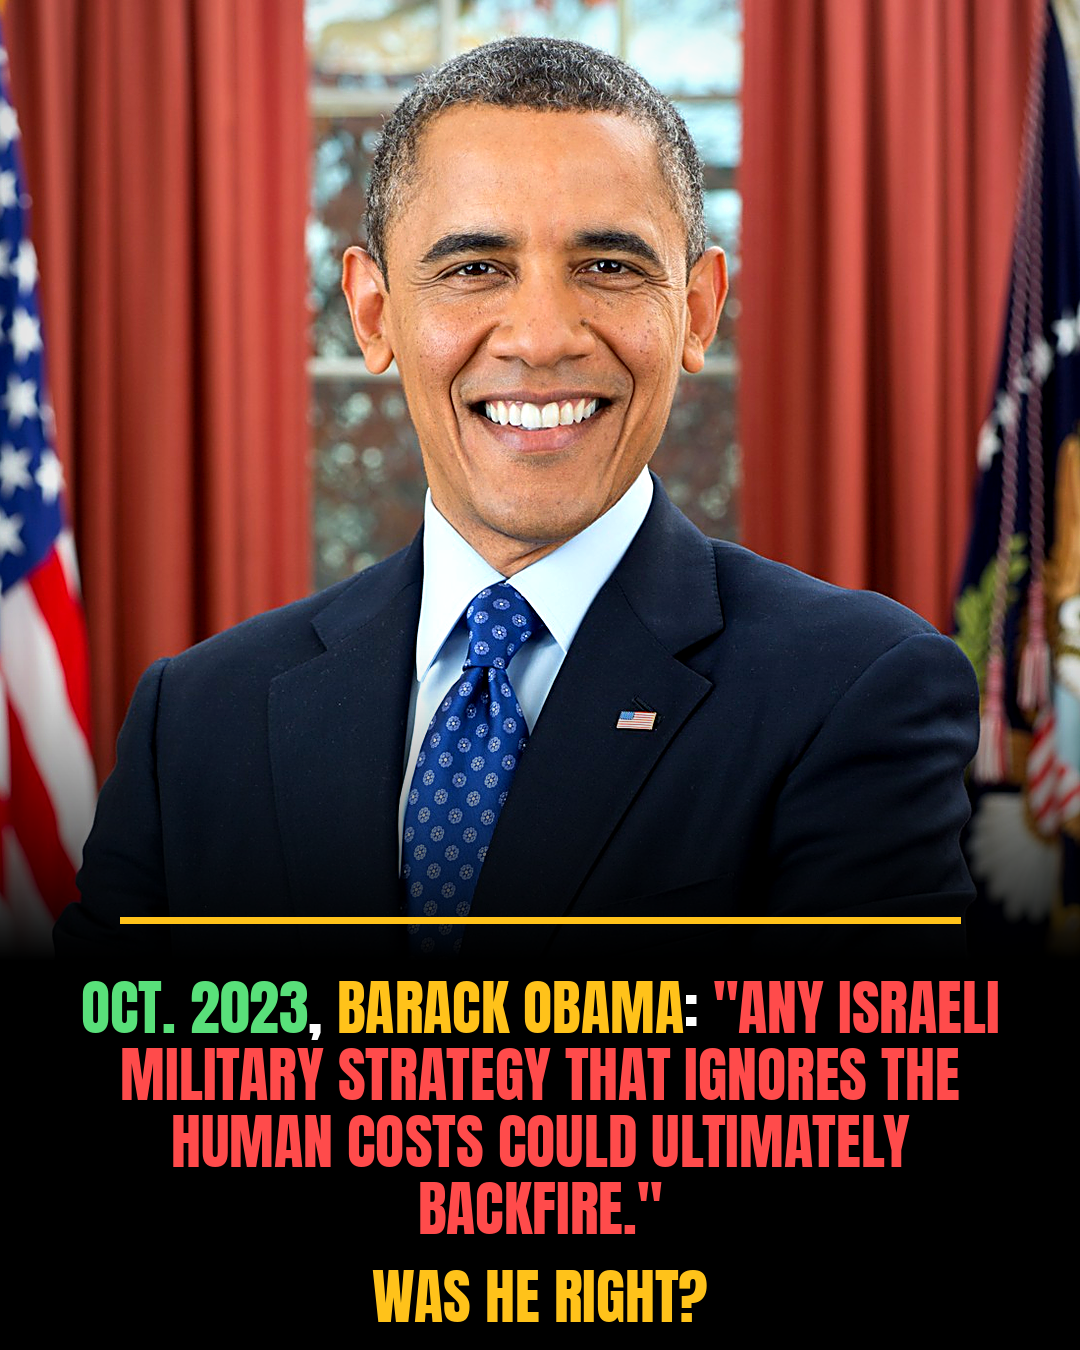 OCT. 2023, BARACK OBAMA: "ANY ISRAELI
MILITARY STRATEGY THAT IGNORES THE
HUMAN COSTS COULD ULTIMATELY
BACKFIRE."
WAS HE RIGHT?